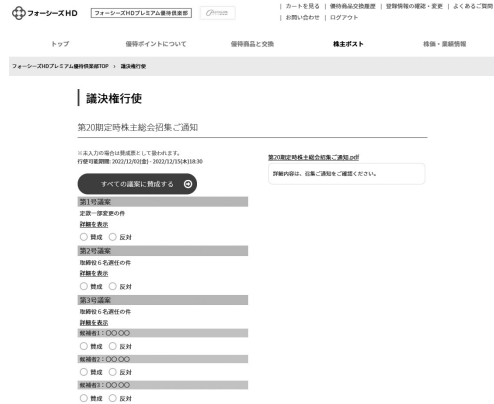 フォーシーズHD
フォーシーズHDプレミアム優待倶楽部
カートを見る | 優待商品交換履歴 | 登録情報の確認・変更 | よくあるご質問
お問い合わせ | ログアウト
トップ
優待ポイントについて
優待商品と交換
株主ポスト
株価・業績情報
フォーシーズHDプレミアム優待倶楽部TOP › 議決権行使
議決権行使
第20期定時株主総会招集ご通知
※未入力の場合は賛成票として扱われます。
行使可能期間: 2022/12/02[金] - 2022/12/15[木]18:30
すべての議案に賛成する
第20期定時株主総会招集ご通知.pdf
詳細内容は、召集ご通知をご確認ください。
第1号議案
定款一部変更の件
詳細を表示
賛成 反対
第2号議案
取締役6名選任の件
詳細を表示
賛成 反対
第3号議案
取締役6名選任の件
詳細を表示
候補者1：〇〇 〇〇
賛成 反対
候補者2：〇〇 〇〇
賛成 反対
候補者3：〇〇 〇〇
賛成 反対